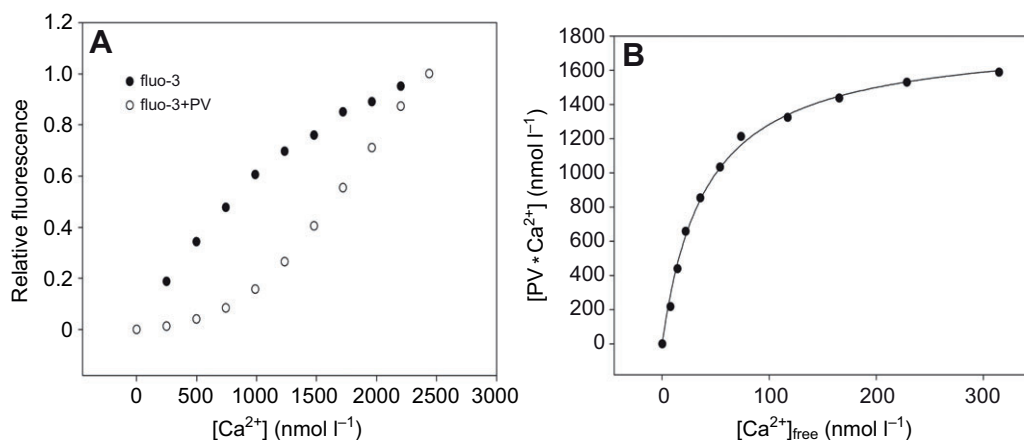 A
fluo-3
fluo-3+PV
Relative fluorescence
1.2
1.0
0.8
0.6
0.4
0.2
0
0 500 1000 1500 2000 2500 3000
[Ca²⁺] (nmol l⁻¹)
B
[PV * Ca²⁺] (nmol l⁻¹)
1800
1600
1400
1200
1000
800
600
400
200
0
0 100 200 300
[Ca²⁺]free (nmol l⁻¹)